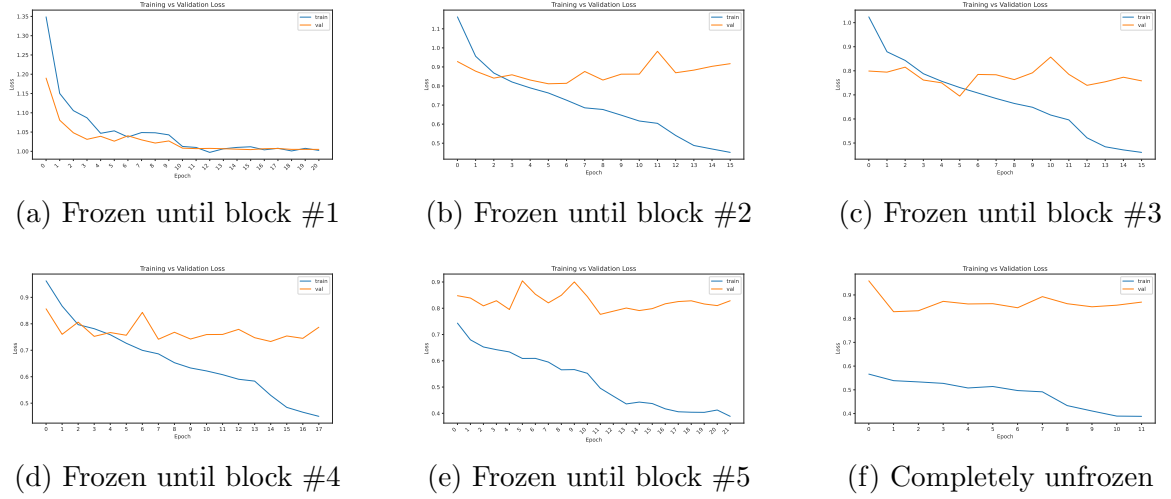 Training vs Validation Loss
train
val
Loss
1.35
1.30
1.25
1.20
1.15
1.10
1.05
1.00
0 1 2 3 4 5 6 7 8 9 10 11 12 13 14 15 16 17 18 19 20
Epoch
(a) Frozen until block #1
Training vs Validation Loss
train
val
Loss
1.1
1.0
0.9
0.8
0.7
0.6
0.5
0 1 2 3 4 5 6 7 8 9 10 11 12 13 14 15
Epoch
(b) Frozen until block #2
Training vs Validation Loss
train
val
Loss
1.0
0.9
0.8
0.7
0.6
0.5
0 1 2 3 4 5 6 7 8 9 10 11 12 13 14 15
Epoch
(c) Frozen until block #3
Training vs Validation Loss
train
val
Loss
0.9
0.8
0.7
0.6
0.5
0 1 2 3 4 5 6 7 8 9 10 11 12 13 14 15 16 17
Epoch
(d) Frozen until block #4
Training vs Validation Loss
train
val
Loss
0.9
0.8
0.7
0.6
0.5
0.4
0 1 2 3 4 5 6 7 8 9 10 11 12 13 14 15 16 17 18 19 20 21
Epoch
(e) Frozen until block #5
Training vs Validation Loss
train
val
Loss
0.9
0.8
0.7
0.6
0.5
0.4
0 1 2 3 4 5 6 7 8 9 10 11
Epoch
(f) Completely unfrozen